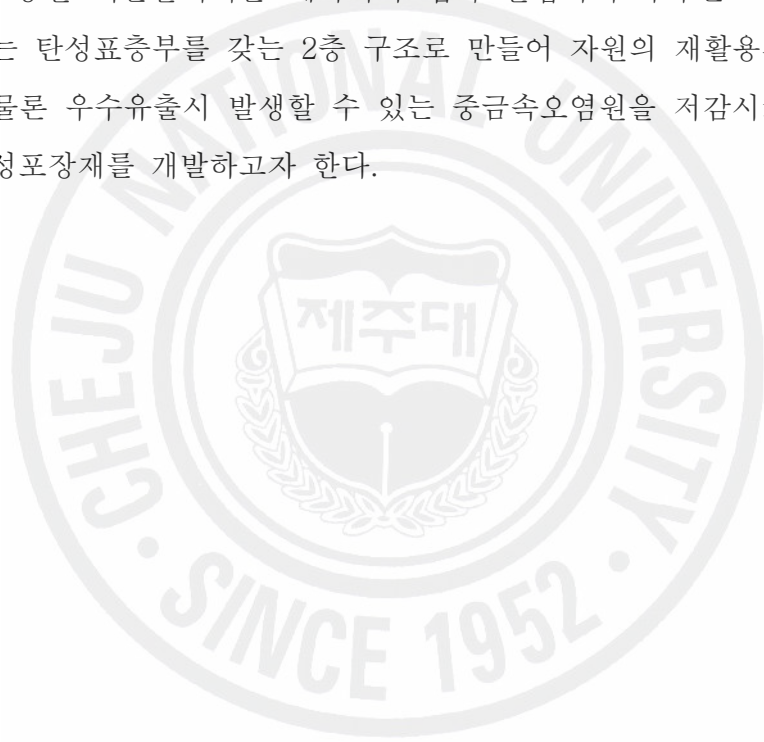 는 탄성표층부를 갖는 2층 구조로 만들어 자원의 재활용
물론 우수유출시 발생할 수 있는 중금속오염원을 저감시
성포장재를 개발하고자 한다.
CHEJU NATIONAL UNIVERSITY
제주대
· SINCE 1952 ·